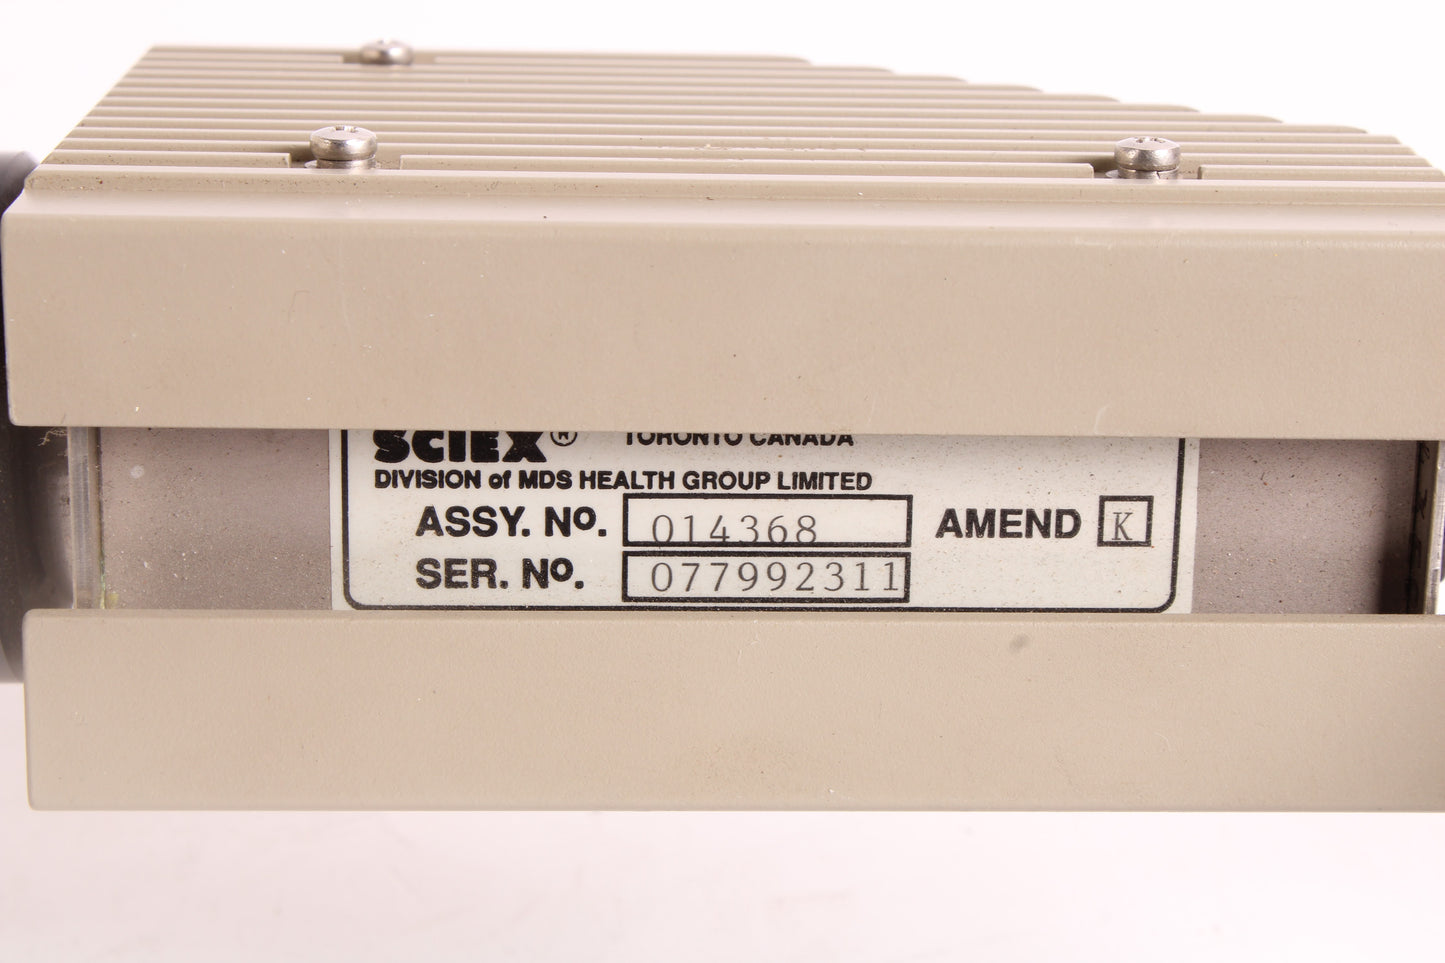 SCIEX® TORONTO CANADA
DIVISION of MDS HEALTH GROUP LIMITED
ASSY. NO. 014368 AMEND K
SER. NO. 077992311